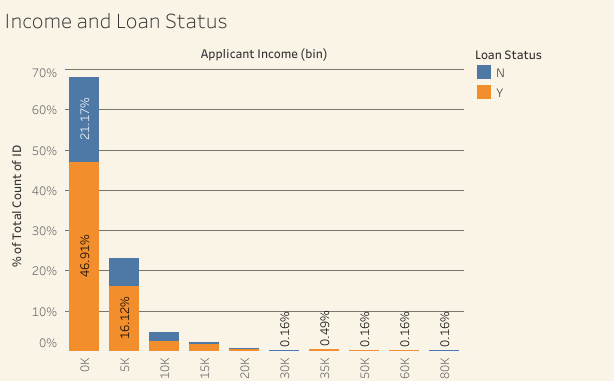 Income and Loan Status
Applicant Income (bin)
Loan Status
N
Y
% of Total Count of ID
70%
60%
50%
40%
30%
20%
10%
0%
21.17%
46.91%
16.12%
0.16%
0.49%
0.16%
0.16%
0.16%
0K
5K
10K
15K
20K
30K
35K
50K
60K
80K